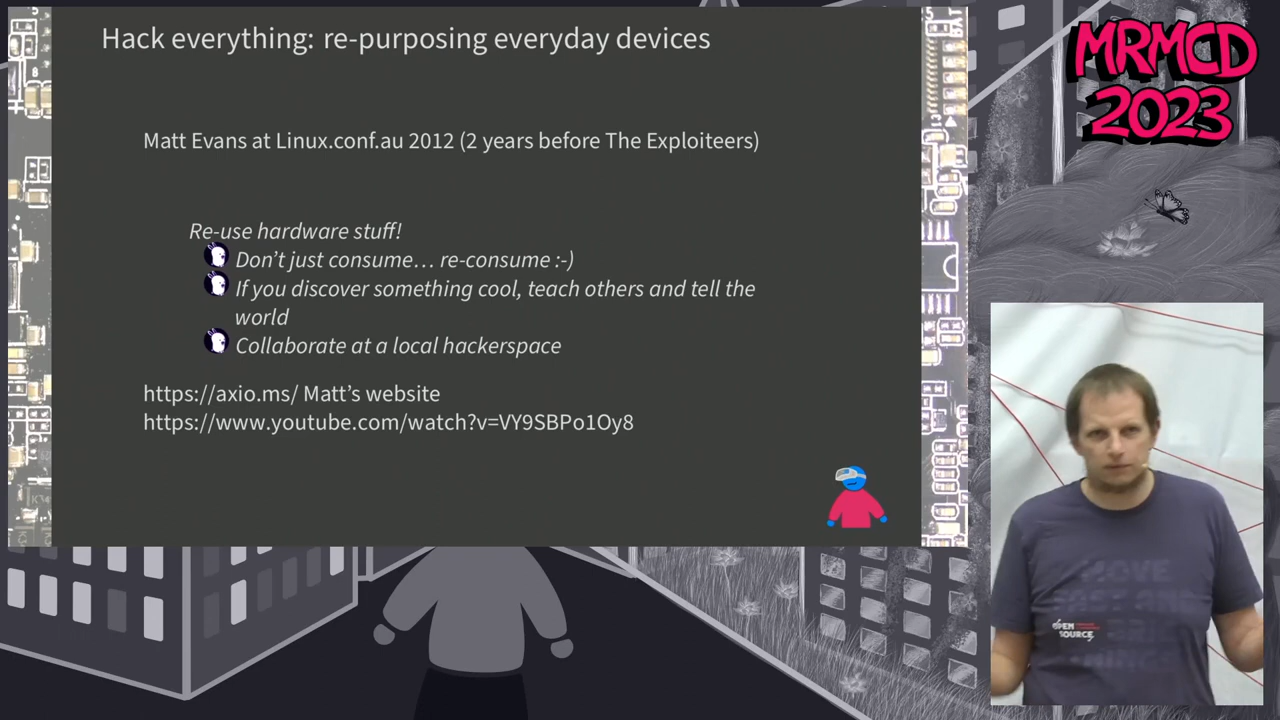 Hack everything: re-purposing everyday devices
MRMCD
2023
Matt Evans at Linux.conf.au 2012 (2 years before The Exploiteers)
Re-use hardware stuff!
Don't just consume… re-consume :-)
If you discover something cool, teach others and tell the
world
Collaborate at a local hackerspace
https://axio.ms/ Matt's website
https://www.youtube.com/watch?v=VY9SBPo1Oy8
MOVE
OPEN
SOURCE